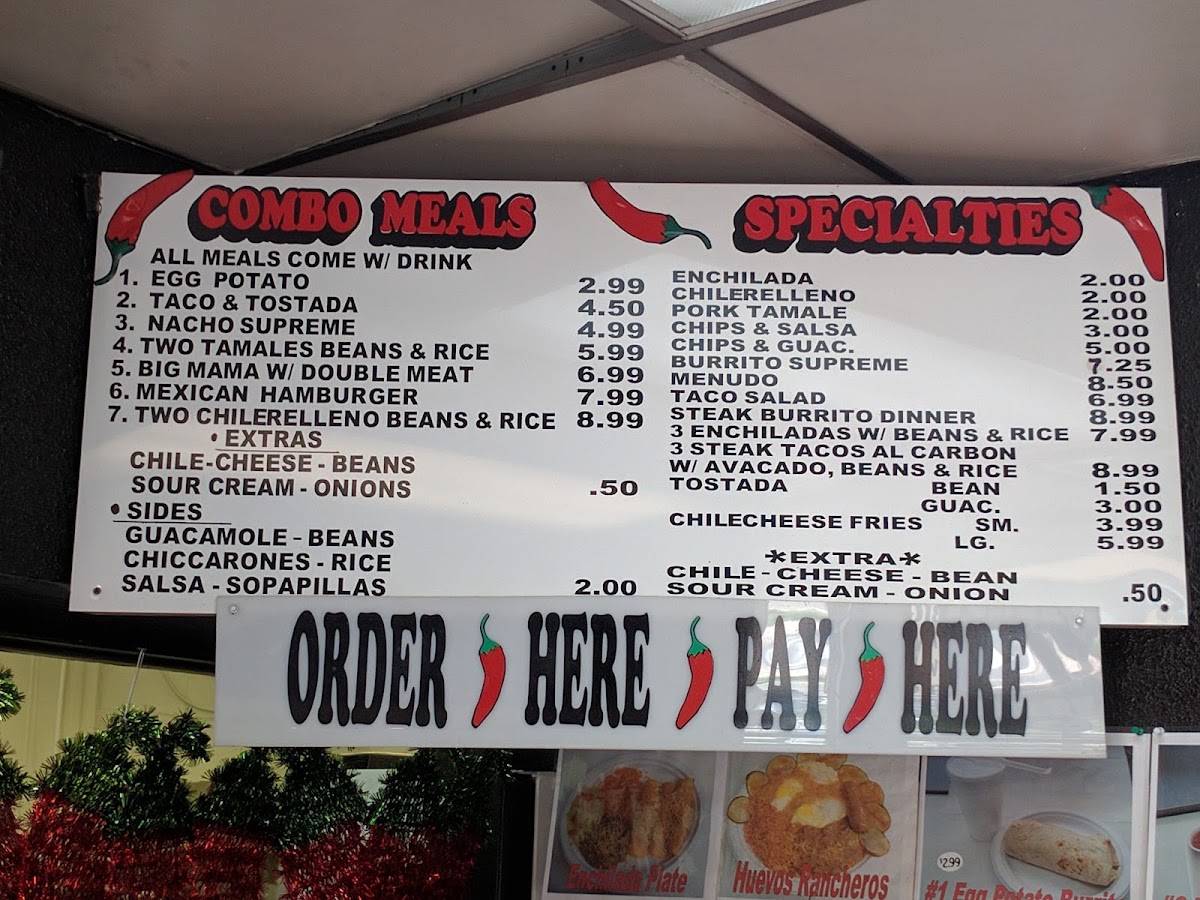 COMBO MEALS
ALL MEALS COME W/ DRINK
1. EGG POTATO 2.99
2. TACO & TOSTADA 4.50
3. NACHO SUPREME 4.99
4. TWO TAMALES BEANS & RICE 5.99
5. BIG MAMA W/ DOUBLE MEAT 6.99
6. MEXICAN HAMBURGER 7.99
7. TWO CHILERELLENO BEANS & RICE 8.99
• EXTRAS
CHILE-CHEESE - BEANS
SOUR CREAM - ONIONS .50
• SIDES
GUACAMOLE - BEANS
CHICCARONES - RICE
SALSA - SOPAPILLAS 2.00
SPECIALTIES
ENCHILADA 2.00
CHILERELLENO 2.00
PORK TAMALE 2.00
CHIPS & SALSA 3.00
CHIPS & GUAC. 5.00
BURRITO SUPREME 7.25
MENUDO 8.50
TACO SALAD 6.99
STEAK BURRITO DINNER 8.99
3 ENCHILADAS W/ BEANS & RICE 7.99
3 STEAK TACOS AL CARBON
W/ AVACADO, BEANS & RICE 8.99
TOSTADA BEAN 1.50
GUAC. 3.00
CHILECHEESE FRIES SM. 3.99
LG. 5.99
*EXTRA*
CHILE - CHEESE - BEAN
SOUR CREAM - ONION .50
ORDER HERE PAY HERE
Enchilada Plate
Huevos Rancheros
$2.99
#1 Egg Potato Burrito